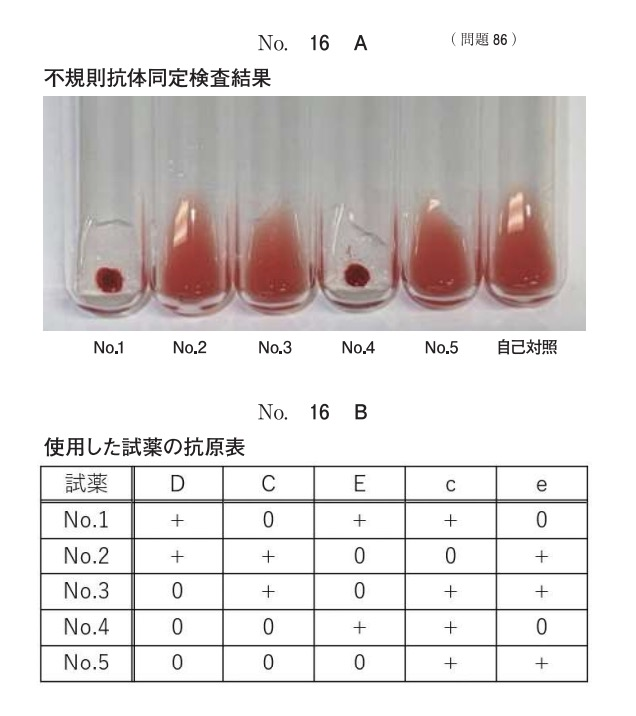 No. 16 A (問題 86)
不規則抗体同定検査結果
No.1 No.2 No.3 No.4 No.5 自己対照
No. 16 B
使用した試薬の抗原表
試薬 D C E c e
No.1 + 0 + + 0
No.2 + + 0 0 +
No.3 0 + 0 + +
No.4 0 0 + + 0
No.5 0 0 0 + +